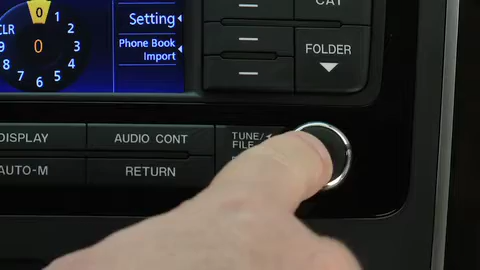 0
1
2
3
4
5
6
7
8
9
CLR
0
Setting
Phone Book
Import
CAT
FOLDER
DISPLAY
AUDIO CONT
TUNE/
FILE
AUTO-M
RETURN